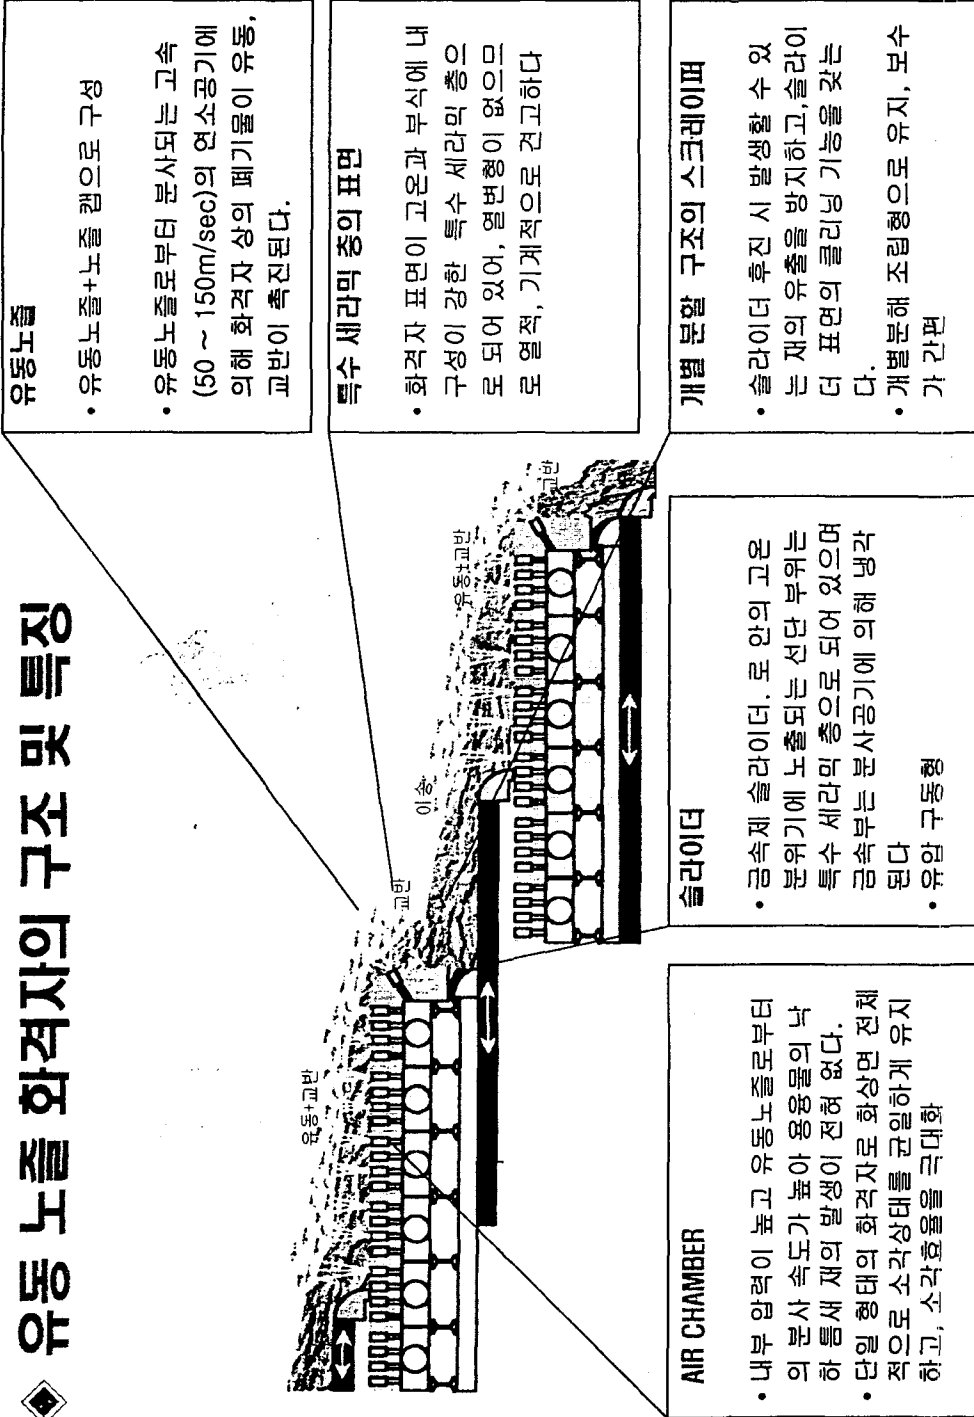 유동 노즐 화격자의 구조 및 특징
유동노즐
• 유동노즐+노즐 캡으로 구성
• 유동노즐로부터 분사되는 고속
(50 ~ 150m/sec)의 연소공기에
의해 화격자 상의 폐기물이 유동,
교반이 촉진된다.
특수 세라믹 층의 표면
• 화격자 표면이 고온과 부식에 내
구성이 강한 특수 세라믹 층으
로 되어 있어, 열변형이 없으므
로 열적, 기계적으로 견고하다
개별 분할 구조의 스크레이퍼
• 슬라이더 후진 시 발생할 수 있
는 재의 유출을 방지하고,슬라이
더 표면의 클리닝 기능을 갖는
다.
• 개별분해 조립형으로 유지, 보수
가 간편
유동+교반
교반
이송
유동+교반
교반
AIR CHAMBER
• 내부 압력이 높고 유동노즐로부터
의 분사 속도가 높아 용융물의 낙
하 틈새 재의 발생이 전혀 없다.
• 단일 형태의 화격자로 화상면 전체
적으로 소각상태를 균일하게 유지
하고, 소각효율을 극대화
슬라이더
• 금속제 슬라이더. 로 안의 고온
분위기에 노출되는 선단 부위는
특수 세라믹 층으로 되어 있으며
금속부는 분사공기에 의해 냉각
된다
• 유압 구동형